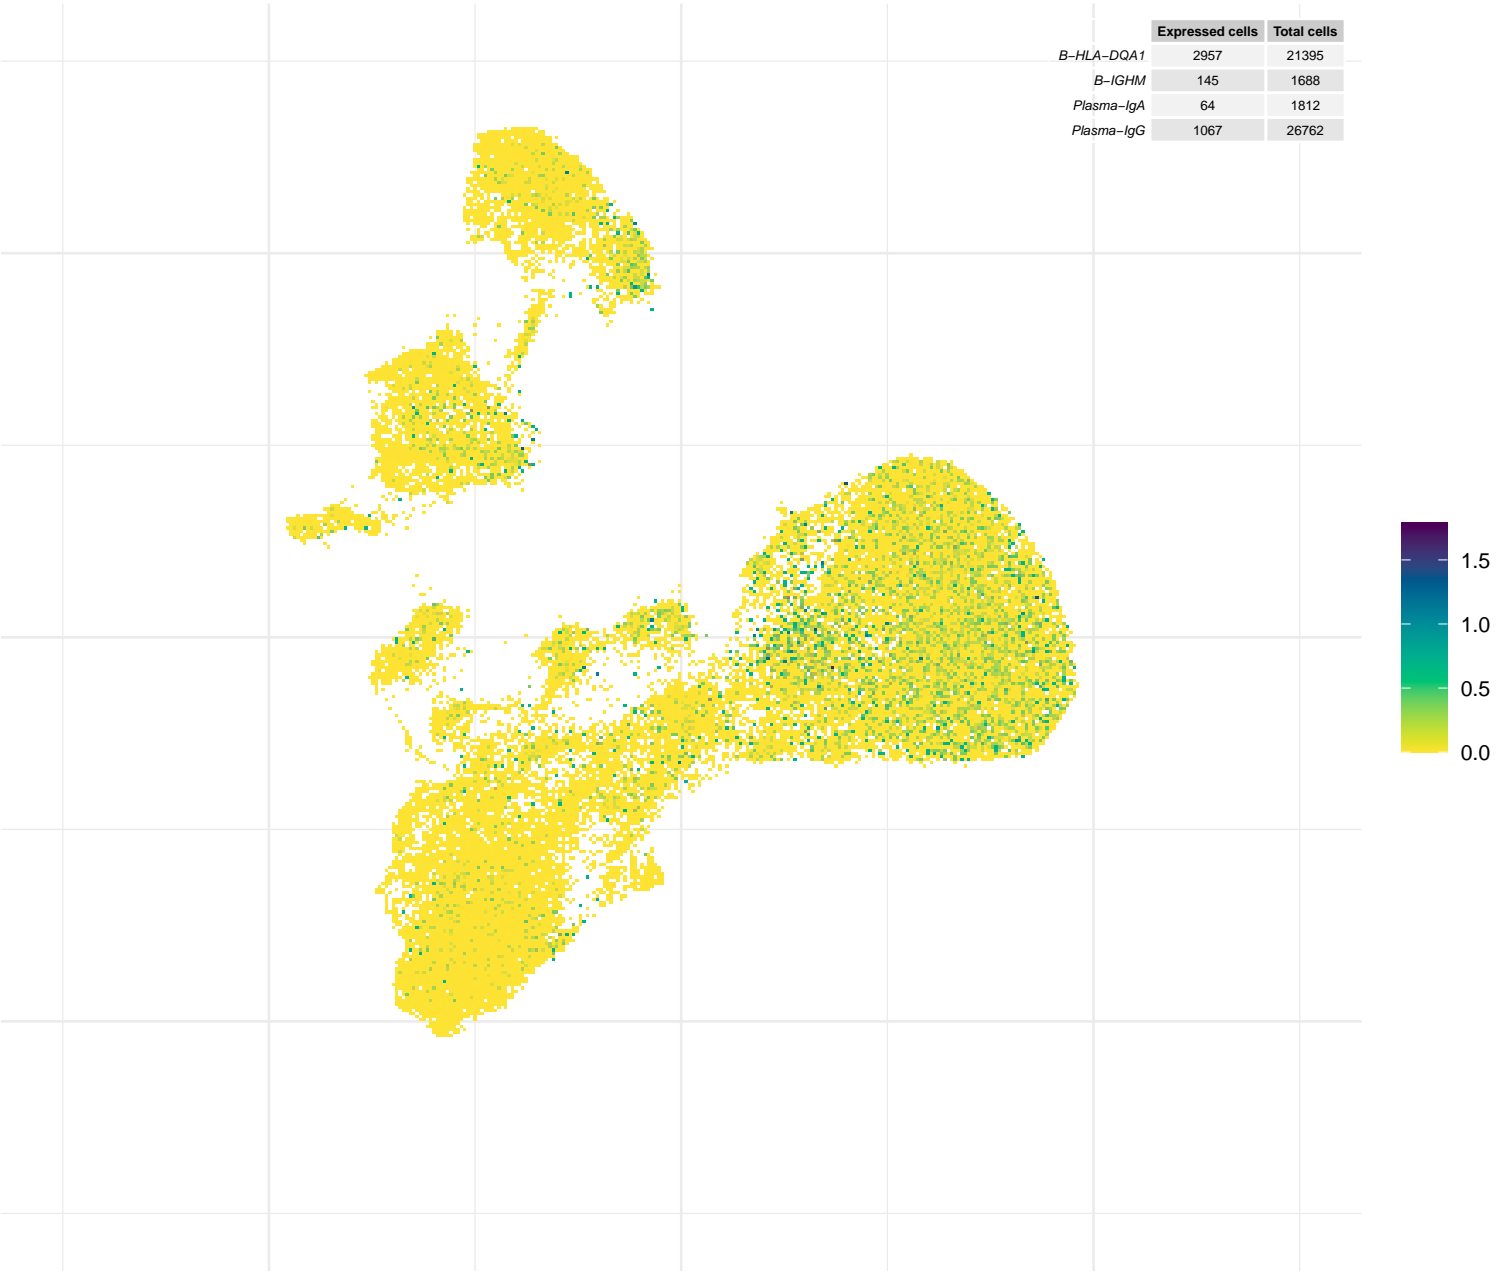 Expressed cells Total cells
B−HLA−DQA1 2957 21395
B−IGHM 145 1688
Plasma−IgA 64 1812
Plasma−IgG 1067 26762
1.5
1.0
0.5
0.0